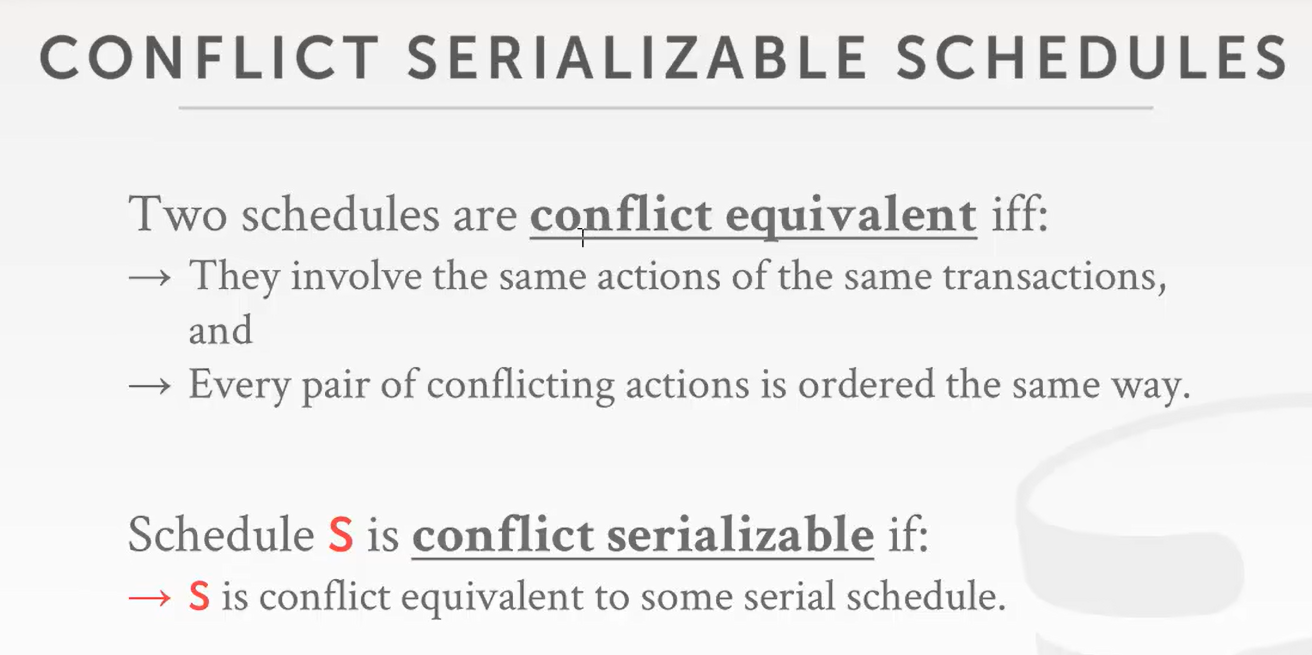 CONFLICT SERIALIZABLE SCHEDULES
Two schedules are conflict equivalent iff:
→ They involve the same actions of the same transactions,
and
→ Every pair of conflicting actions is ordered the same way.
Schedule S is conflict serializable if:
→ S is conflict equivalent to some serial schedule.